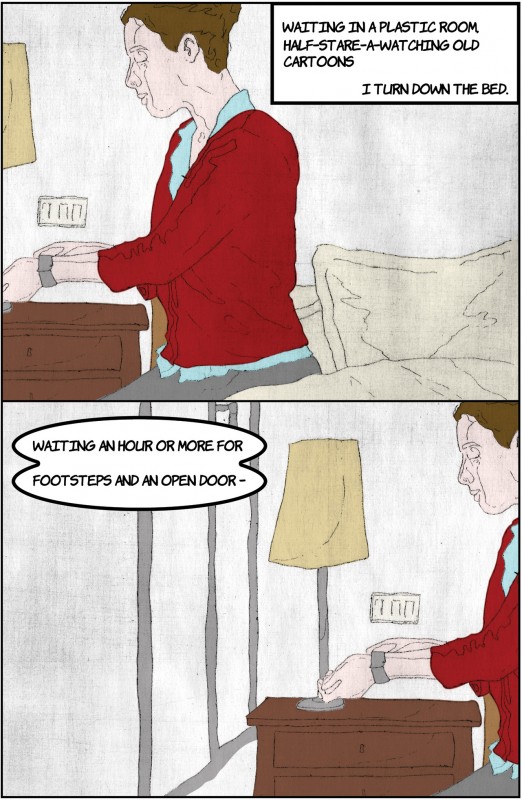 WAITING IN A PLASTIC ROOM,
HALF-STARE-A-WATCHING OLD
CARTOONS
I TURN DOWN THE BED.
WAITING AN HOUR OR MORE FOR
FOOTSTEPS AND AN OPEN DOOR -